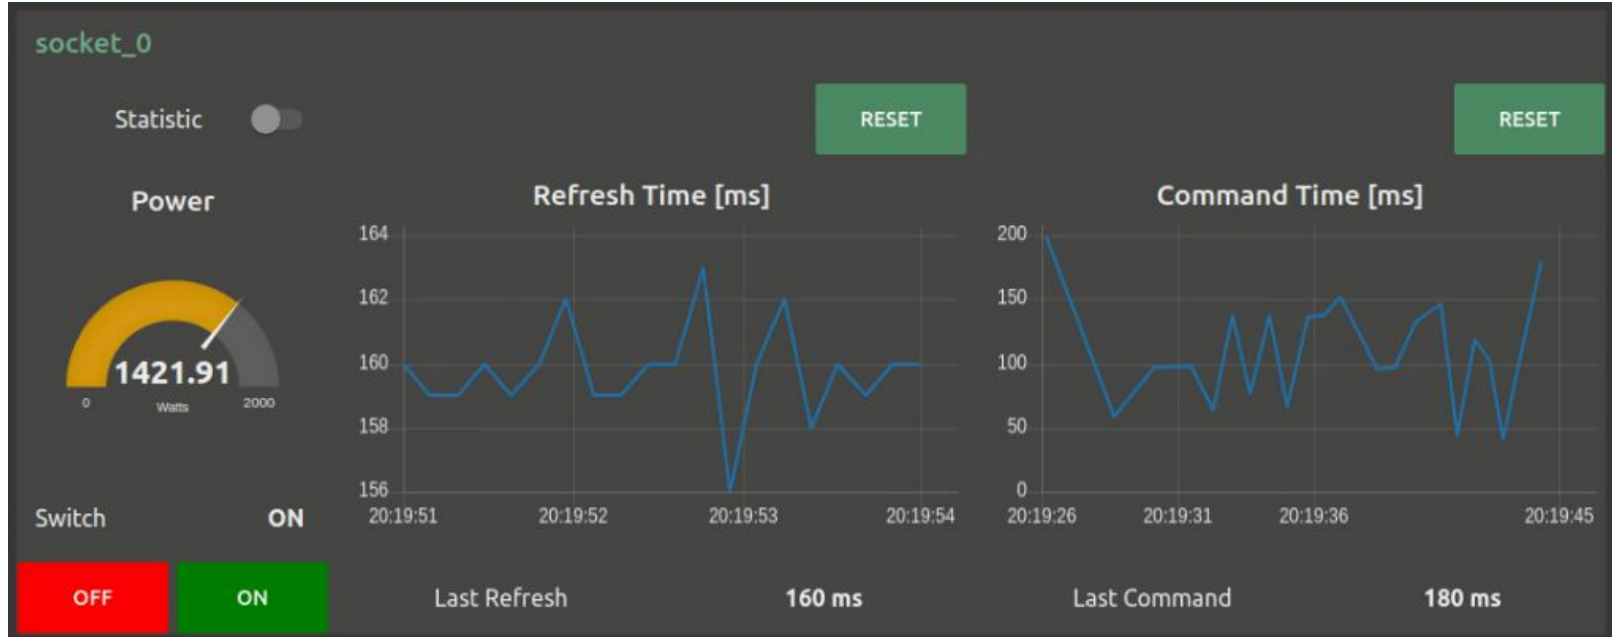 socket_0
Statistic
RESET
RESET
Power
Refresh Time [ms]
Command Time [ms]
164
162
160
158
156
20:19:51 20:19:52 20:19:53 20:19:54
200
150
100
50
0
20:19:26 20:19:31 20:19:36 20:19:45
1421.91
0 Watts 2000
Switch ON
OFF ON
Last Refresh 160 ms
Last Command 180 ms